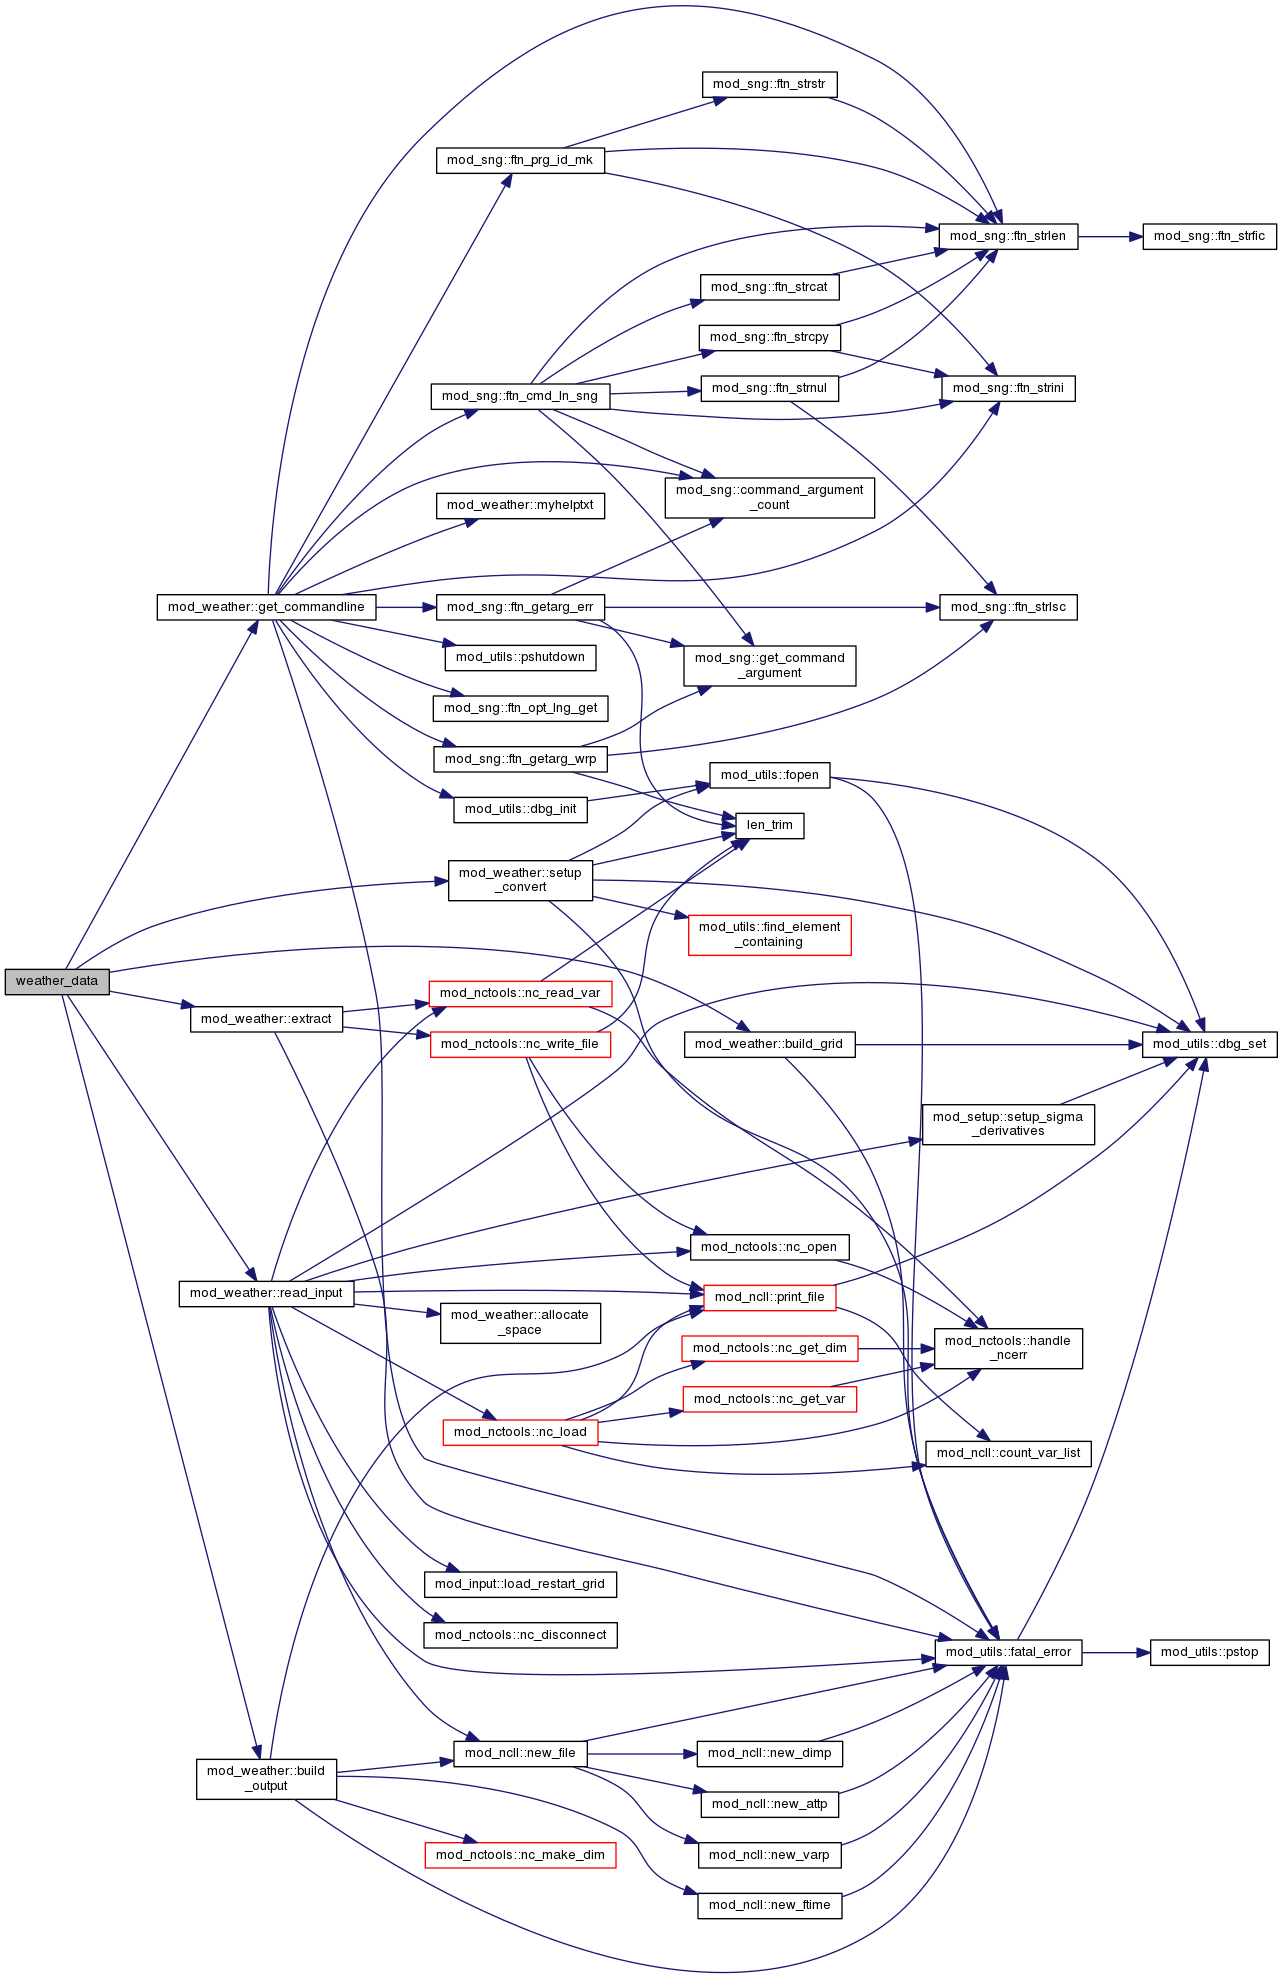 mod_sng::ftn_strstr
mod_sng::ftn_prg_id_mk
mod_sng::ftn_strlen
mod_sng::ftn_strfic
mod_sng::ftn_strcat
mod_sng::ftn_strcpy
mod_sng::ftn_strnul
mod_sng::ftn_strini
mod_sng::ftn_cmd_ln_sng
mod_sng::command_argument
_count
mod_weather::myhelptxt
mod_weather::get_commandline
mod_sng::ftn_getarg_err
mod_sng::ftn_strlsc
mod_utils::pshutdown
mod_sng::get_command
_argument
mod_sng::ftn_opt_lng_get
mod_sng::ftn_getarg_wrp
mod_utils::fopen
mod_utils::dbg_init
len_trim
mod_weather::setup
_convert
mod_utils::find_element
_containing
weather_data
mod_nctools::nc_read_var
mod_weather::extract
mod_nctools::nc_write_file
mod_weather::build_grid
mod_utils::dbg_set
mod_setup::setup_sigma
_derivatives
mod_nctools::nc_open
mod_weather::read_input
mod_ncll::print_file
mod_weather::allocate
_space
mod_nctools::nc_get_dim
mod_nctools::handle
_ncerr
mod_nctools::nc_get_var
mod_nctools::nc_load
mod_ncll::count_var_list
mod_input::load_restart_grid
mod_nctools::nc_disconnect
mod_utils::fatal_error
mod_utils::pstop
mod_ncll::new_file
mod_ncll::new_dimp
mod_weather::build
_output
mod_ncll::new_attp
mod_nctools::nc_make_dim
mod_ncll::new_varp
mod_ncll::new_ftime